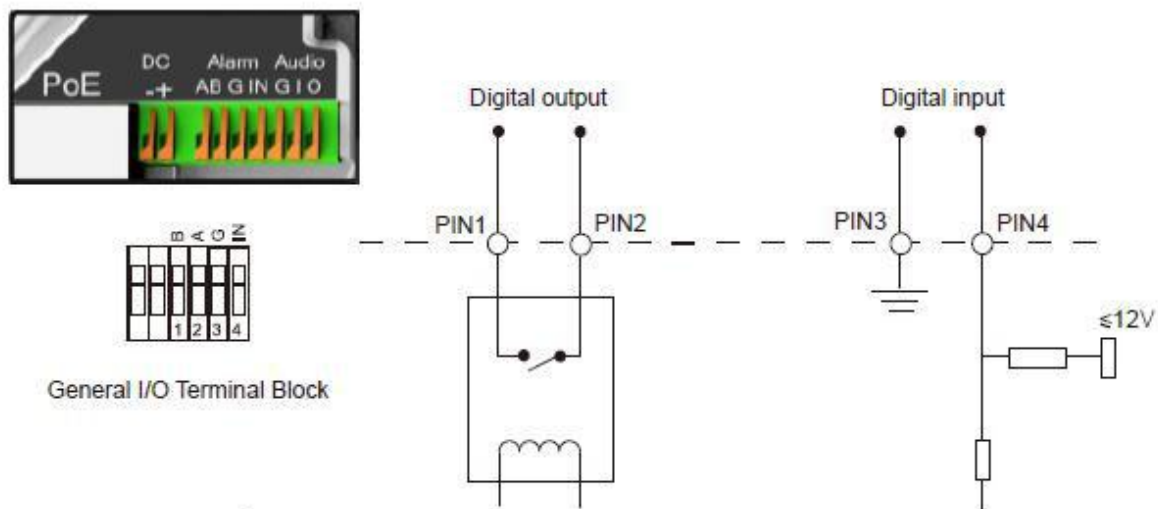 DC Alarm Audio
PoE -+ AB G IN G I O
Digital output
Digital input
PIN1
PIN2
PIN3
PIN4
B A G IN
1 2 3 4
≤12V
General I/O Terminal Block